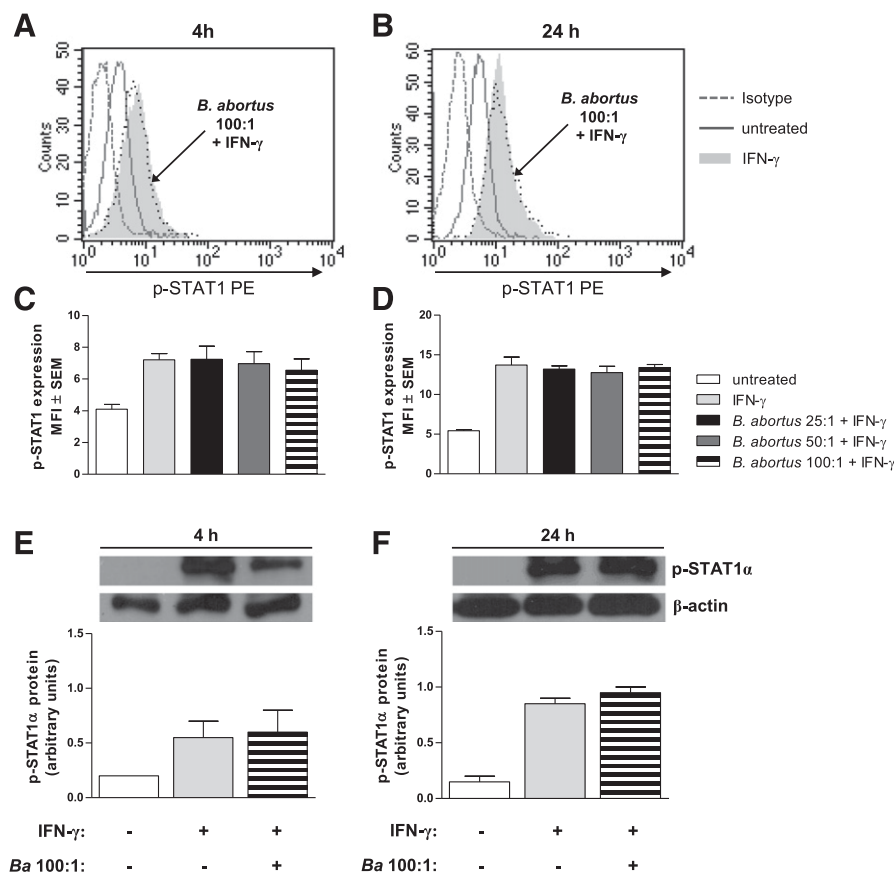 A
4h
Counts
50
40
30
20
10
0
B. abortus
100:1
+ IFN-γ
10^0 10^1 10^2 10^3 10^4
p-STAT1 PE
B
24 h
Counts
60
50
40
30
20
10
0
B. abortus
100:1
+ IFN-γ
10^0 10^1 10^2 10^3 10^4
p-STAT1 PE
Isotype
untreated
IFN-γ
C
p-STAT1 expression
MFI ± SEM
10
8
6
4
2
0
D
p-STAT1 expression
MFI ± SEM
20
15
10
5
0
untreated
IFN-γ
B. abortus 25:1 + IFN-γ
B. abortus 50:1 + IFN-γ
B. abortus 100:1 + IFN-γ
E
4 h
p-STAT1α protein
(arbitrary units)
1.5
1.0
0.5
0.0
IFN-γ: - + +
Ba 100:1: - - +
F
24 h
p-STAT1α
β-actin
p-STAT1α protein
(arbitrary units)
1.5
1.0
0.5
0.0
IFN-γ: - + +
Ba 100:1: - - +